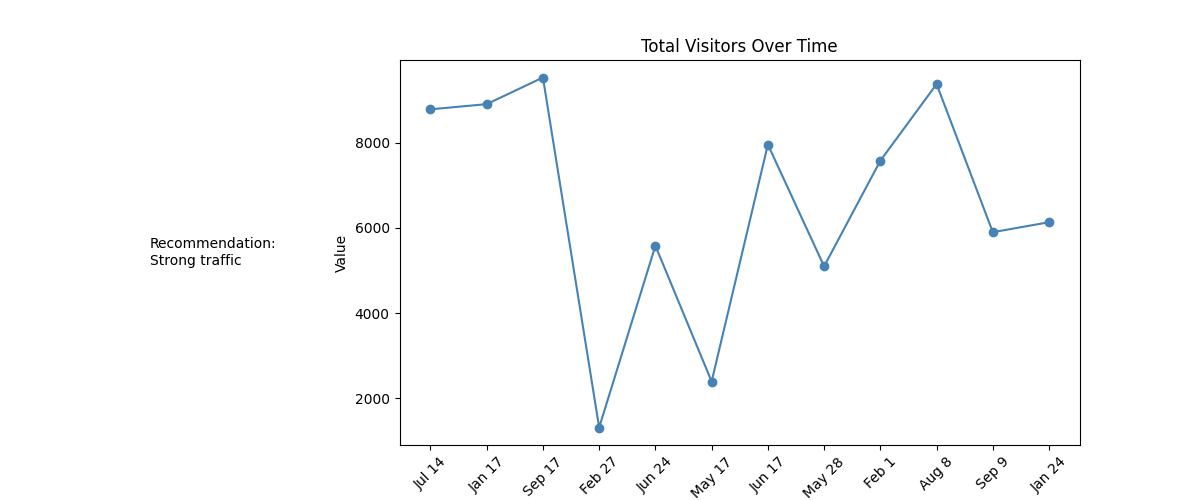 Total Visitors Over Time
Recommendation:
Strong traffic
Value
8000
6000
4000
2000
Jul 14
Jan 17
Sep 17
Feb 27
Jun 24
May 17
Jun 17
May 28
Feb 1
Aug 8
Sep 9
Jan 24